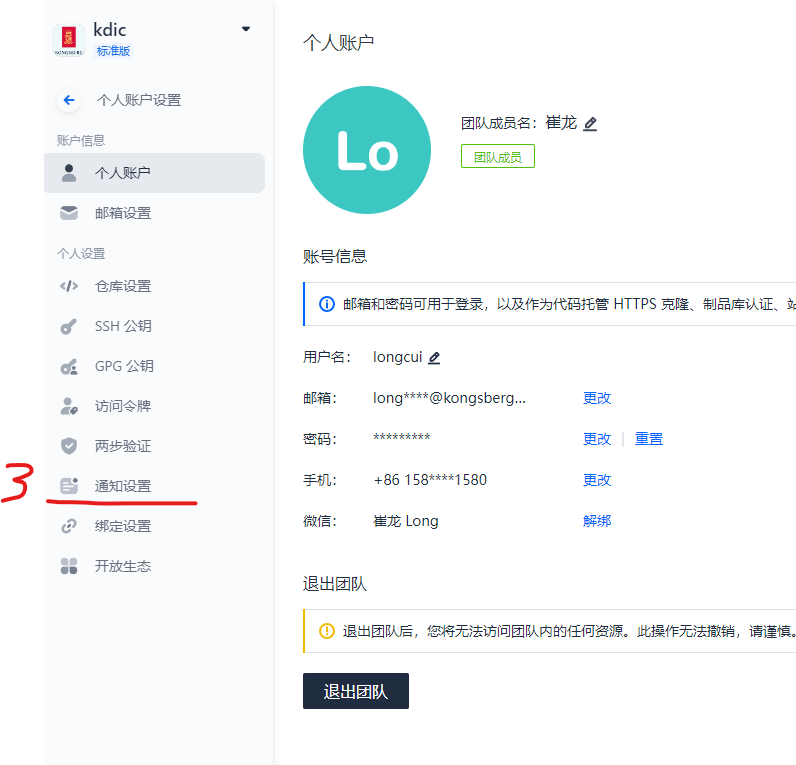 kdic
KONGSBERG
标准版
个人账户设置
账户信息
个人账户
邮箱设置
个人设置
仓库设置
SSH 公钥
GPG 公钥
访问令牌
两步验证
3
通知设置
绑定设置
开放生态
个人账户
Lo
团队成员名：崔龙
团队成员
账号信息
邮箱和密码可用于登录，以及作为代码托管 HTTPS 克隆、制品库认证、站
用户名： longcui
邮箱： long****@kongsberg... 更改
密码： ********* 更改 | 重置
手机： +86 158****1580 更改
微信： 崔龙 Long 解绑
退出团队
退出团队后，您将无法访问团队内的任何资源。此操作无法撤销，请谨慎。
退出团队